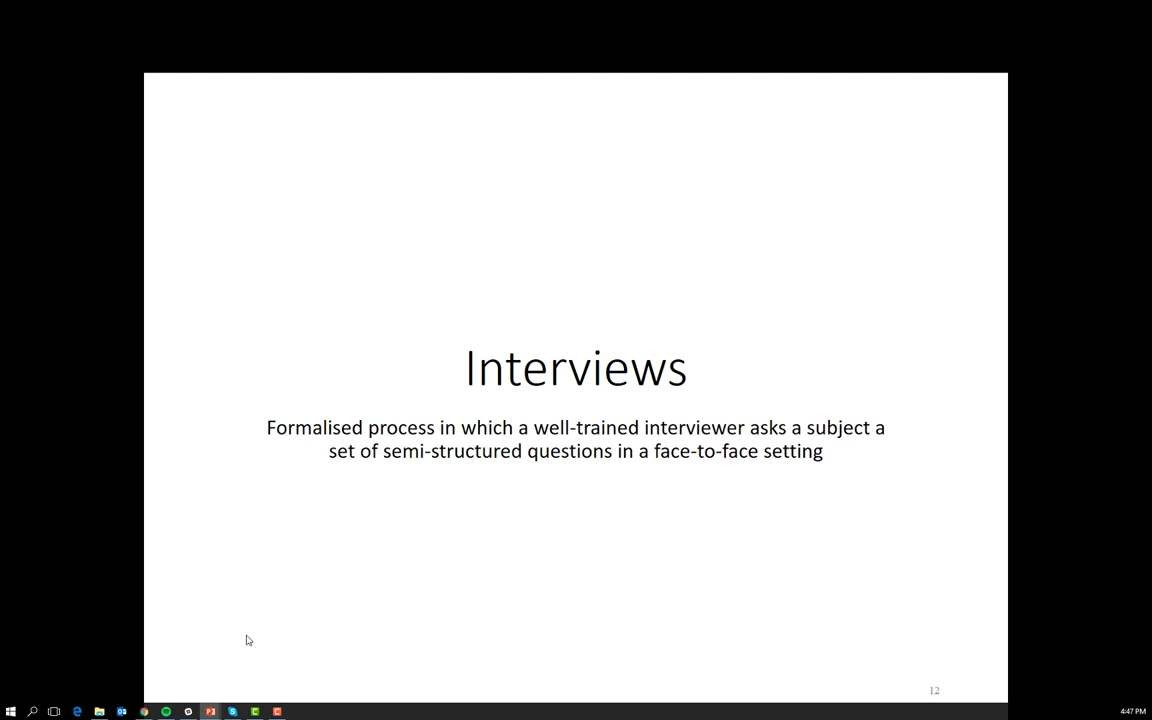 Interviews
Formalised process in which a well-trained interviewer asks a subject a
set of semi-structured questions in a face-to-face setting
12
4:47 PM